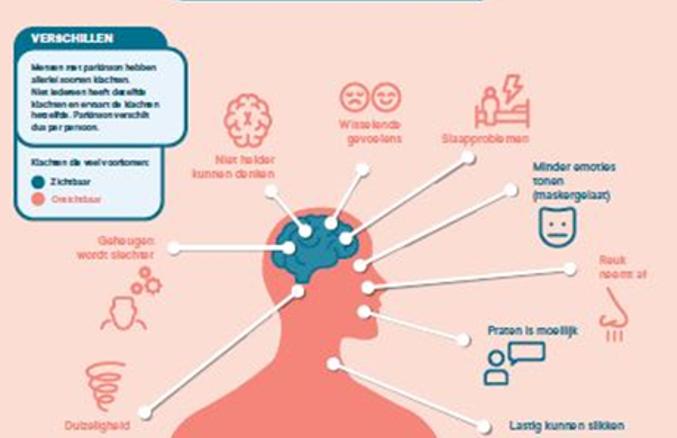 VERSCHILLEN
Mensen met parkinson hebben
allerlei soorten klachten.
Niet iedereen heeft dezelfde
klachten en ervaart de klachten
hetzelfde. Parkinson verschilt
dus per persoon.
Klachten die veel voorkomen:
Zichtbaar
Onzichtbaar
Niet helder
kunnen denken
Wisselende
gevoelens
Slaapproblemen
Minder emoties
tonen
(maskergelaat)
Geheugen
wordt slechter
Reuk
neemt af
Praten is moeilijk
Duizeligheid
Lastig kunnen slikken